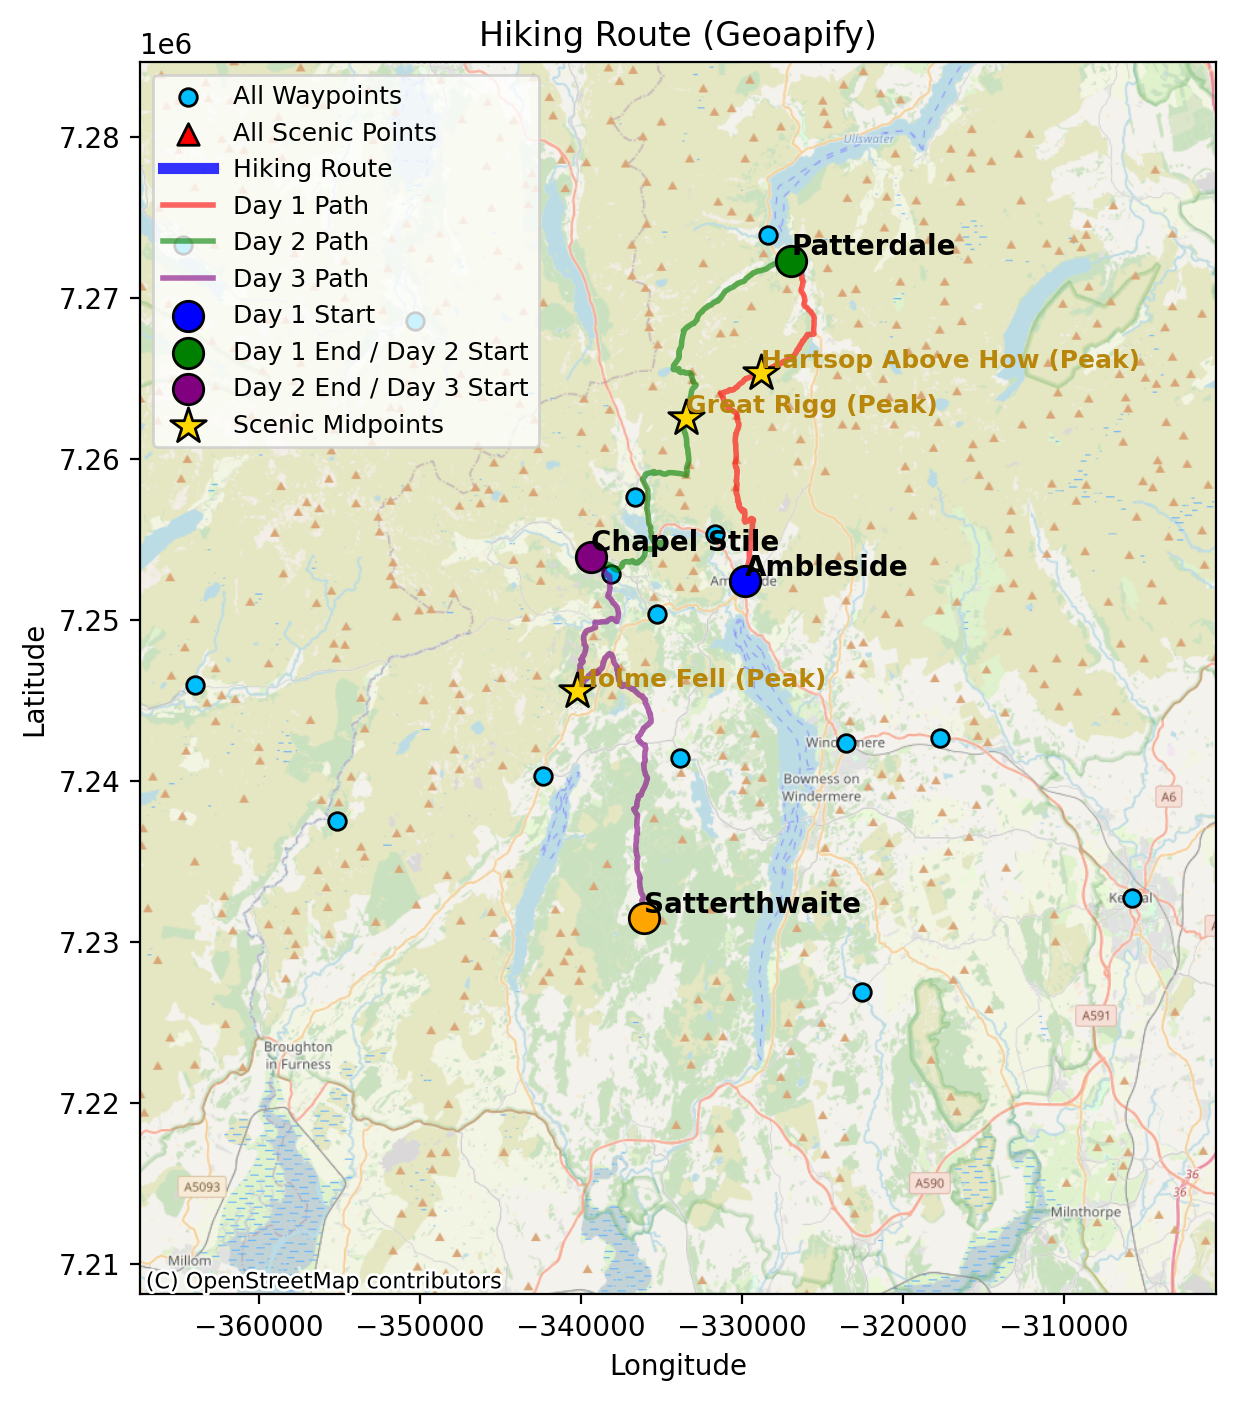 Hiking Route (Geoapify)
1e6
All Waypoints
All Scenic Points
Hiking Route
Day 1 Path
Day 2 Path
Day 3 Path
Day 1 Start
Day 1 End / Day 2 Start
Day 2 End / Day 3 Start
Scenic Midpoints
Ullswater
Patterdale
Hartsop Above How (Peak)
Great Rigg (Peak)
Chapel Stile
Ambleside
Holme Fell (Peak)
Bowness on
Windermere
A6
Satterthwaite
A591
Broughton
in Furness
A5093
A590
36
36
Milnthorpe
Millom
(C) OpenStreetMap contributors
7.28
7.27
7.26
7.25
7.24
7.23
7.22
7.21
Latitude
−360000
−350000
−340000
−330000
−320000
−310000
Longitude